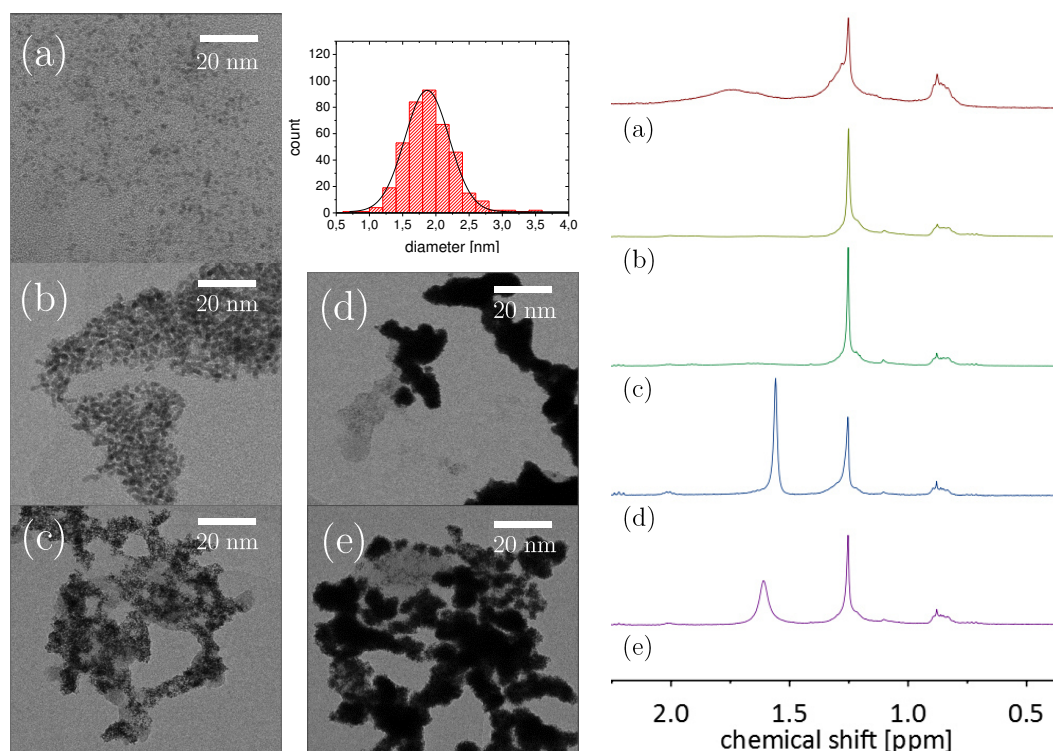 (a)
20 nm
120
100
80
60
40
20
0
count
0,5 1,0 1,5 2,0 2,5 3,0 3,5 4,0
diameter [nm]
(b)
20 nm
(c)
20 nm
(d)
20 nm
(e)
20 nm
(a)
(b)
(c)
(d)
(e)
2.0 1.5 1.0 0.5
chemical shift [ppm]